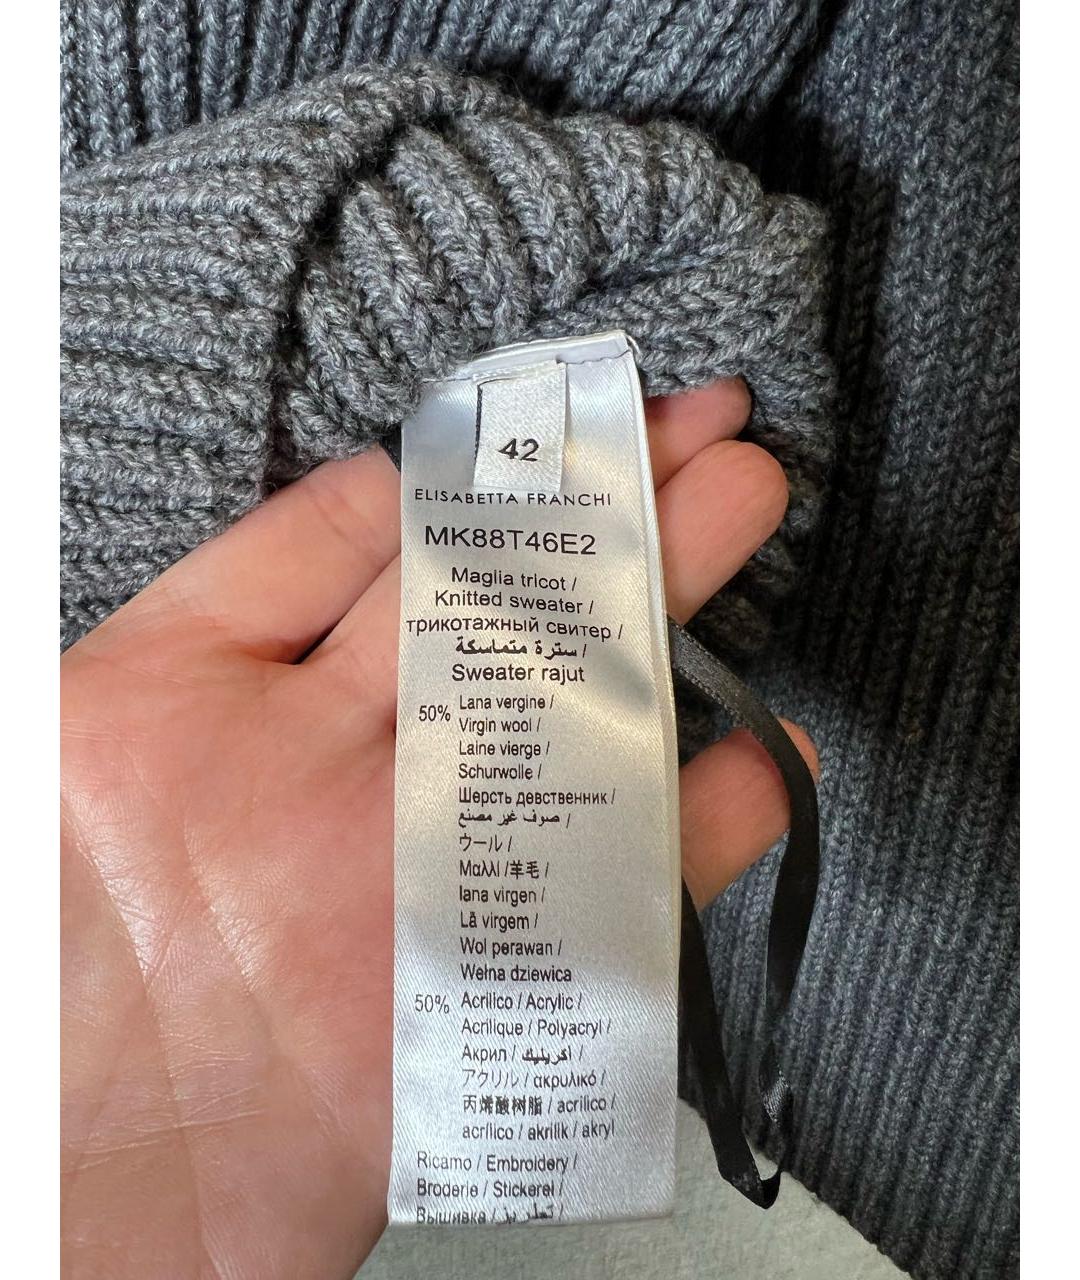 42
ELISABETTA FRANCHI
MK88T46E2
Maglia tricot /
Knitted sweater /
трикотажный свитер /
سترة متماسكة /
Sweater rajut
50% Lana vergine /
Virgin wool /
Laine vierge /
Schurwolle /
Шерсть девственник /
صوف غير مصنع /
ウール /
Μαλλί /羊毛 /
lana virgen /
Lã virgem /
Wol perawan /
Wełna dziewica
50% Acrilico / Acrylic /
Acrilique / Polyacryl /
Акрил / اكريليك /
アクリル / ακρυλικό /
丙烯酸树脂 / acrílico /
acrílico / akrilik / akryl
Ricamo / Embroidery /
Broderie / Stickerei /
Вышивка / تطريز /